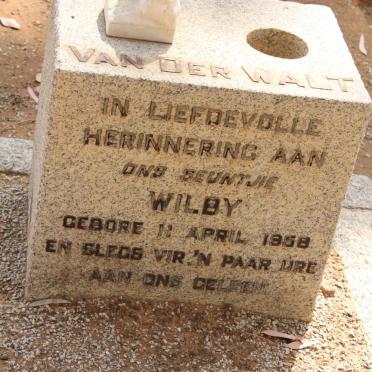 VAN DER WALT
IN LIEFDEVOLLE
HERINNERING AAN
ONS SEUNTJIE
WILBY
GEBORE 11 APRIL 1958
EN SLEGS VIR 'N PAAR URE
AAN ONS GELEEN